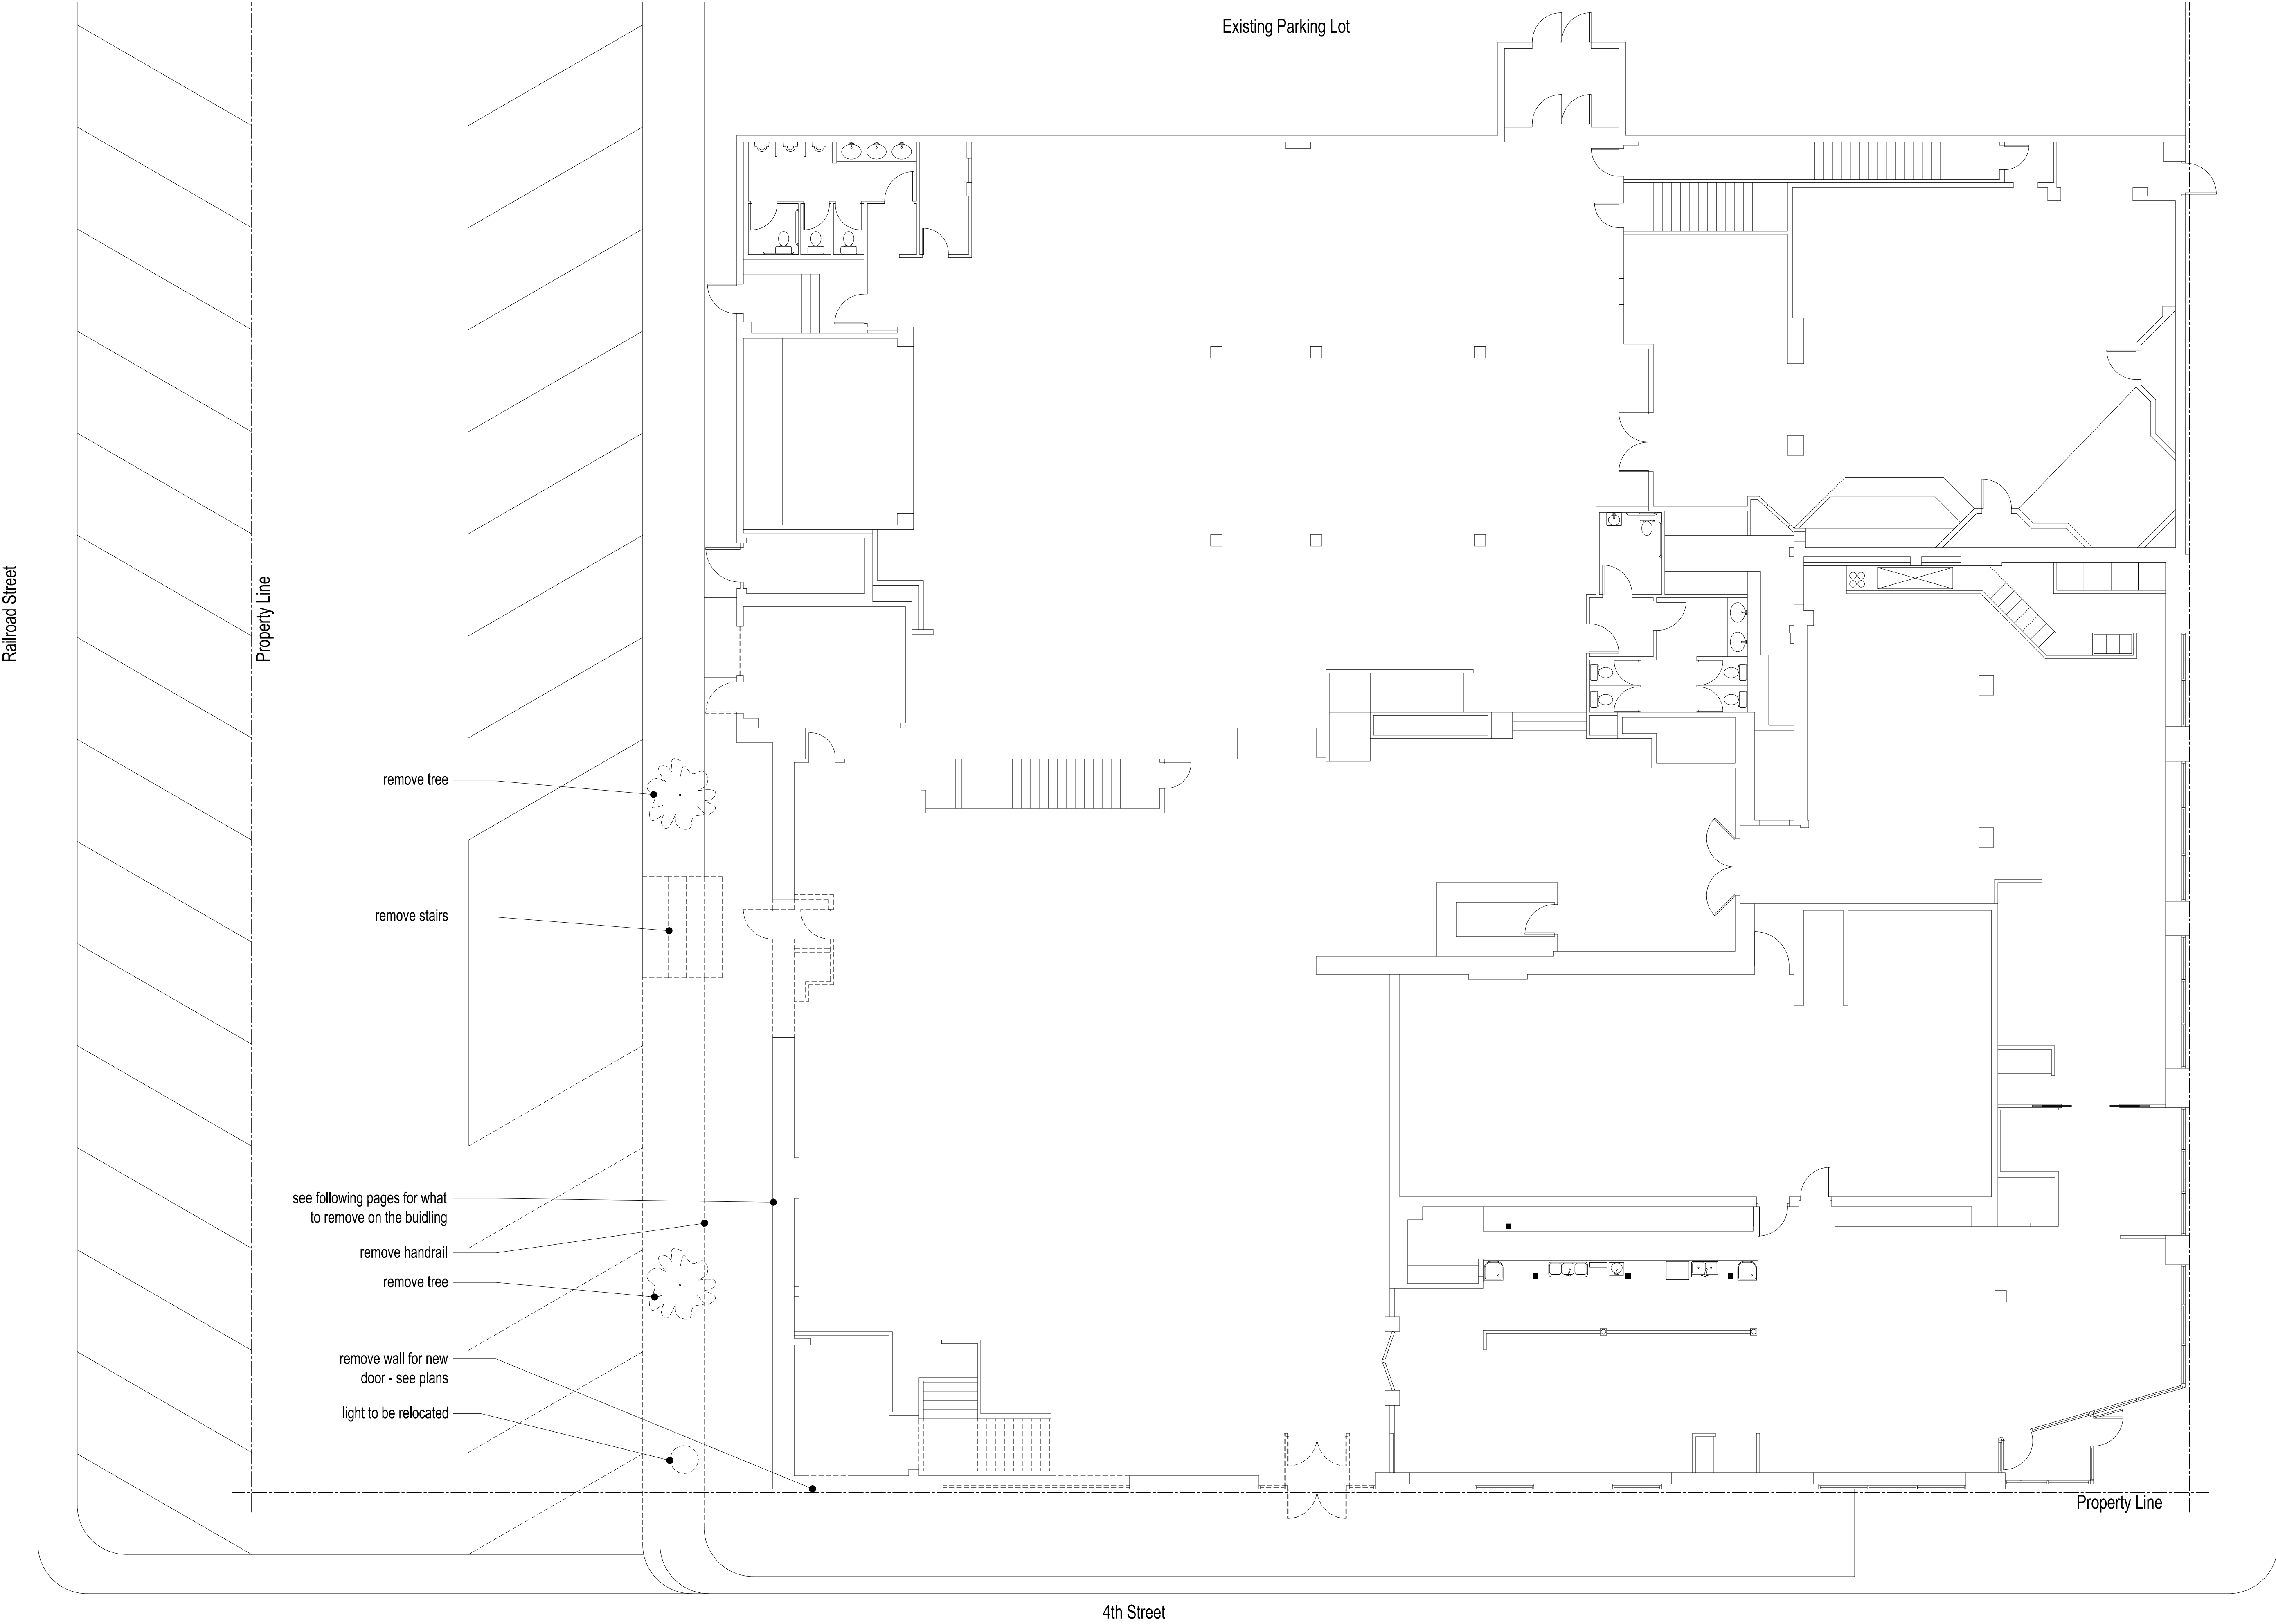 Existing Parking Lot
Railroad Street
Property Line
remove tree
remove stairs
see following pages for what
to remove on the buidling
remove handrail
remove tree
remove wall for new
door - see plans
light to be relocated
Property Line
4th Street